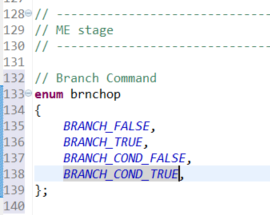 128 // ------------------------------
129 // ME stage
130 // ------------------------------
131
132 // Branch Command
133 enum brnchop
134 {
135     BRANCH_FALSE,
136     BRANCH_TRUE,
137     BRANCH_COND_FALSE,
138     BRANCH_COND_TRUE,
139 };
140